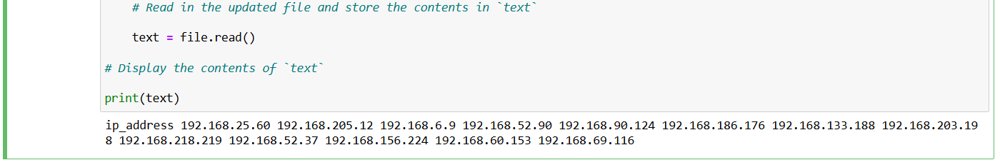 # Read in the updated file and store the contents in `text`
text = file.read()
# Display the contents of `text`
print(text)
ip_address 192.168.25.60 192.168.205.12 192.168.6.9 192.168.52.90 192.168.90.124 192.168.186.176 192.168.133.188 192.168.203.19
8 192.168.218.219 192.168.52.37 192.168.156.224 192.168.60.153 192.168.69.116